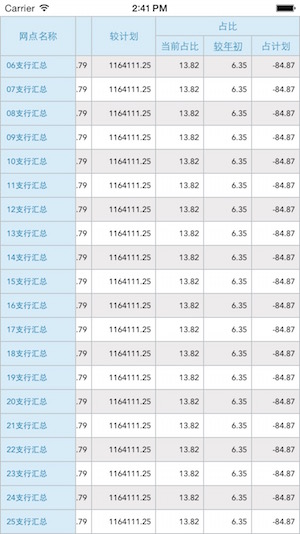 Carrier 2:41 PM
网点名称 较计划 占比
当前占比 较年初 占计划
06支行汇总 .79 1164111.25 13.82 6.35 -84.87
07支行汇总 .79 1164111.25 13.82 6.35 -84.87
08支行汇总 .79 1164111.25 13.82 6.35 -84.87
09支行汇总 .79 1164111.25 13.82 6.35 -84.87
10支行汇总 .79 1164111.25 13.82 6.35 -84.87
11支行汇总 .79 1164111.25 13.82 6.35 -84.87
12支行汇总 .79 1164111.25 13.82 6.35 -84.87
13支行汇总 .79 1164111.25 13.82 6.35 -84.87
14支行汇总 .79 1164111.25 13.82 6.35 -84.87
15支行汇总 .79 1164111.25 13.82 6.35 -84.87
16支行汇总 .79 1164111.25 13.82 6.35 -84.87
17支行汇总 .79 1164111.25 13.82 6.35 -84.87
18支行汇总 .79 1164111.25 13.82 6.35 -84.87
19支行汇总 .79 1164111.25 13.82 6.35 -84.87
20支行汇总 .79 1164111.25 13.82 6.35 -84.87
21支行汇总 .79 1164111.25 13.82 6.35 -84.87
22支行汇总 .79 1164111.25 13.82 6.35 -84.87
23支行汇总 .79 1164111.25 13.82 6.35 -84.87
24支行汇总 .79 1164111.25 13.82 6.35 -84.87
25支行汇总 .79 1164111.25 13.82 6.35 -84.87